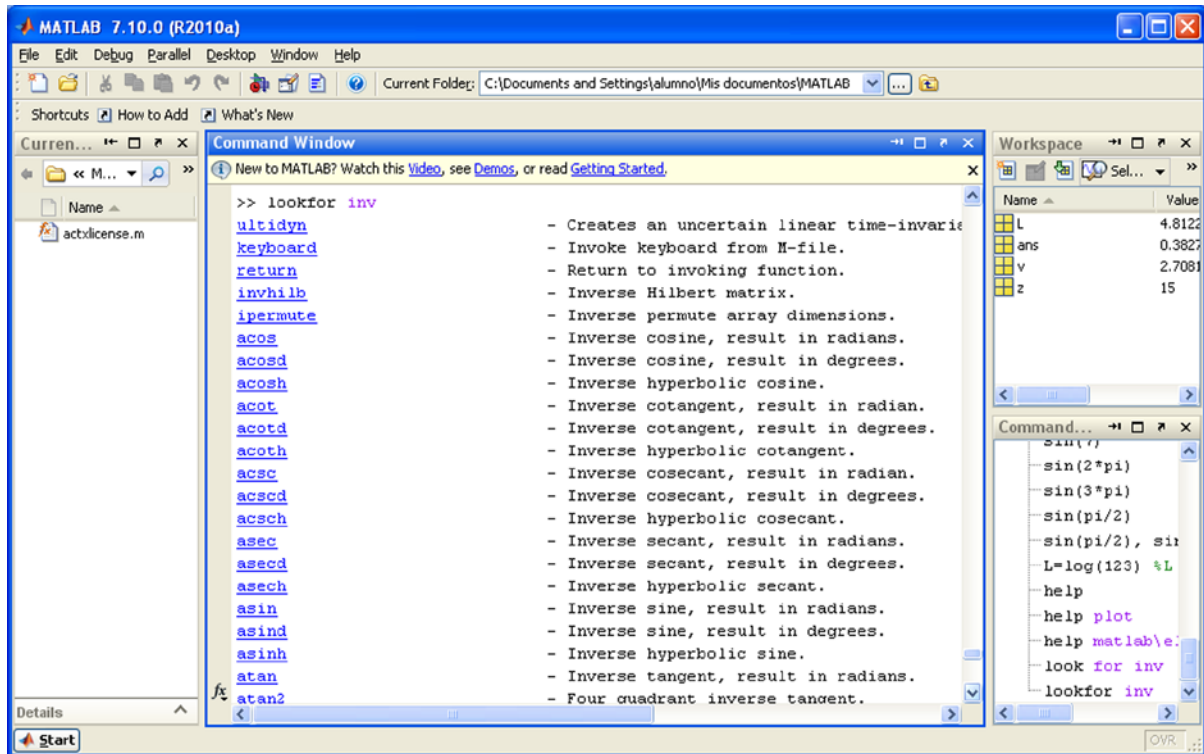 MATLAB 7.10.0 (R2010a)
File Edit Debug Parallel Desktop Window Help
Current Folder: C:\Documents and Settings\alumno\Mis documentos\MATLAB
Shortcuts How to Add What's New
Curren...
« M...
Name
actxlicense.m
Details
Command Window
New to MATLAB? Watch this Video, see Demos, or read Getting Started.
>> lookfor inv
ultidyn - Creates an uncertain linear time-invaria
keyboard - Invoke keyboard from M-file.
return - Return to invoking function.
invhilb - Inverse Hilbert matrix.
ipermute - Inverse permute array dimensions.
acos - Inverse cosine, result in radians.
acosd - Inverse cosine, result in degrees.
acosh - Inverse hyperbolic cosine.
acot - Inverse cotangent, result in radian.
acotd - Inverse cotangent, result in degrees.
acoth - Inverse hyperbolic cotangent.
acsc - Inverse cosecant, result in radian.
acscd - Inverse cosecant, result in degrees.
acsch - Inverse hyperbolic cosecant.
asec - Inverse secant, result in radians.
asecd - Inverse secant, result in degrees.
asech - Inverse hyperbolic secant.
asin - Inverse sine, result in radians.
asind - Inverse sine, result in degrees.
asinh - Inverse hyperbolic sine.
atan - Inverse tangent, result in radians.
fx atan2 - Four quadrant inverse tangent.
Workspace
Sel...
Name Value
L 4.8122
ans 0.3827
v 2.7081
z 15
Command...
sin(2*pi)
sin(3*pi)
sin(pi/2)
sin(pi/2), sin
L=log(123) %L
help
help plot
help matlab\e
look for inv
lookfor inv
Start
OVR